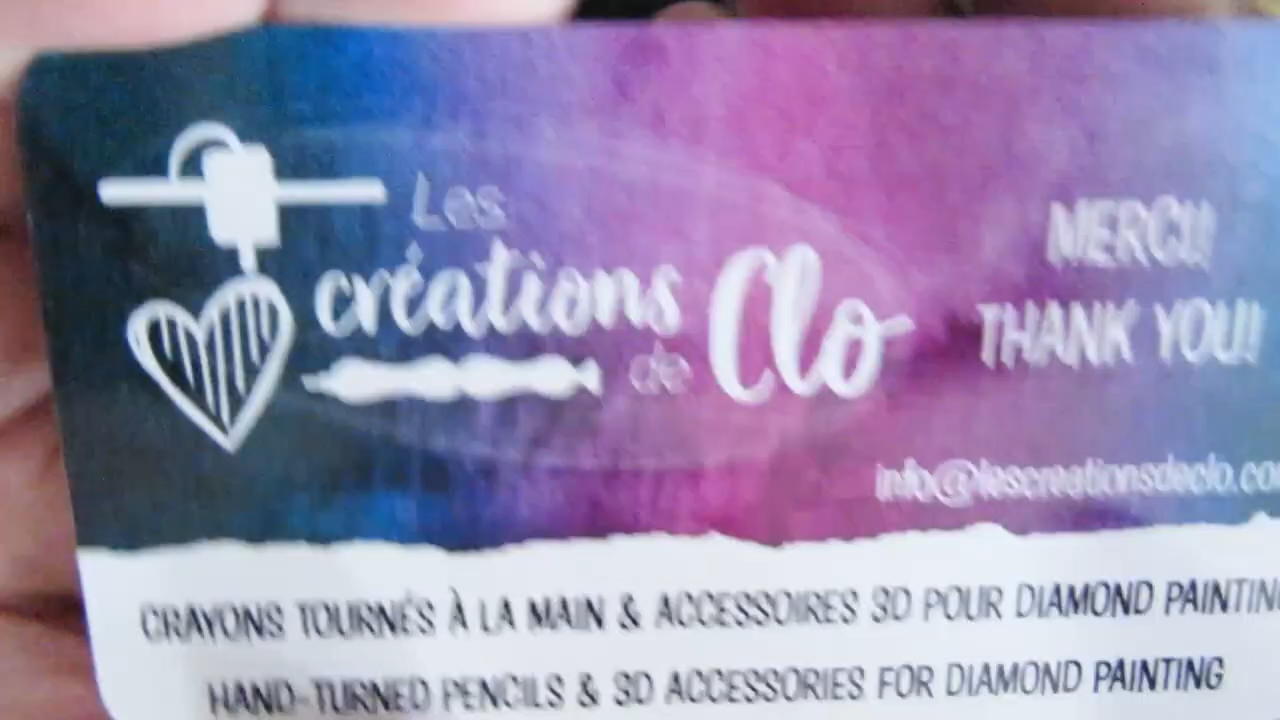 Les
créations
de Clo
MERCI!
THANK YOU!
info@lescreationsdeclo.co
CRAYONS TOURNÉS À LA MAIN & ACCESSOIRES 3D POUR DIAMOND PAINTIN
HAND-TURNED PENCILS & 3D ACCESSORIES FOR DIAMOND PAINTING